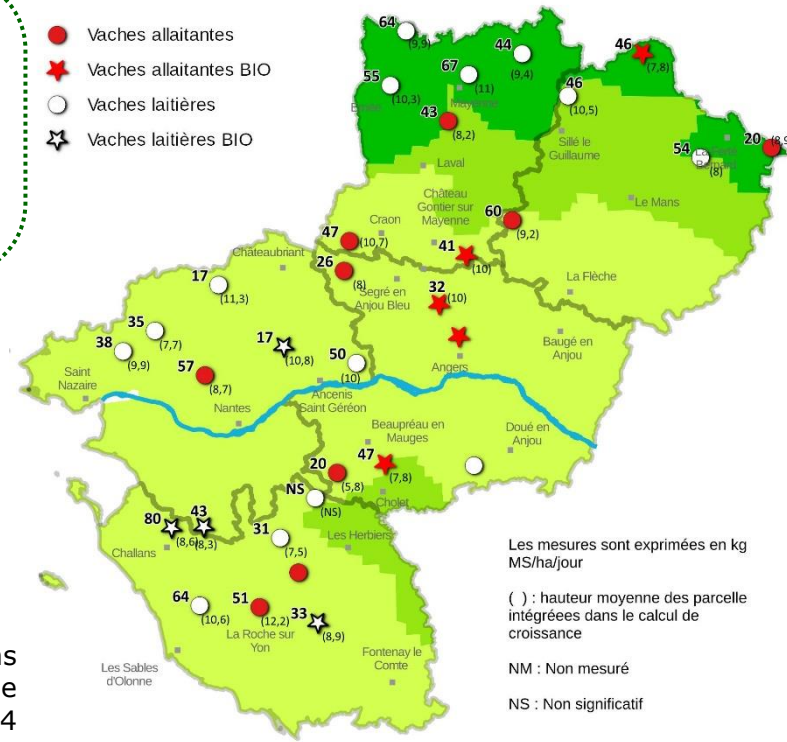 Vaches allaitantes
Vaches allaitantes BIO
Vaches laitières
Vaches laitières BIO
64
(9,9)
44
(9,4)
46
(7,8)
55
(10,3)
67
(11)
Mayenne
46
(10,5)
43
(8,2)
Sillé le
Guillaume
54
(8)
20
(8,9
Laval
Le Mans
Château
Gontier sur
Mayenne
Craon
60
(9,2)
47
(10,7)
41
(10)
Châteaubriant
26
(8)
Segré en
Anjou Bleu
La Flèche
17
(11,3)
32
(10)
35
(7,7)
38
(9,9)
17
(10,8)
50
(10)
Angers
Baugé en
Anjou
Saint
Nazaire
57
(8,7)
Ancenis
Saint Géréon
Nantes
Beaupréau en
Mauges
Doué en
Anjou
20
(5,8)
47
(7,8)
Cholet
NS
(NS)
80
(8,6)
43
(8,3)
31
(7,5)
Les Herbiers
Challans
64
(10,6)
51
(12,2)
33
(8,9)
La Roche sur
Yon
Fontenay le
Comte
Les Sables
d'Olonne
Les mesures sont exprimées en kg
MS/ha/jour
( ) : hauteur moyenne des parcelle
intégréees dans le calcul de
croissance
NM : Non mesuré
NS : Non significatif
ns
e
4